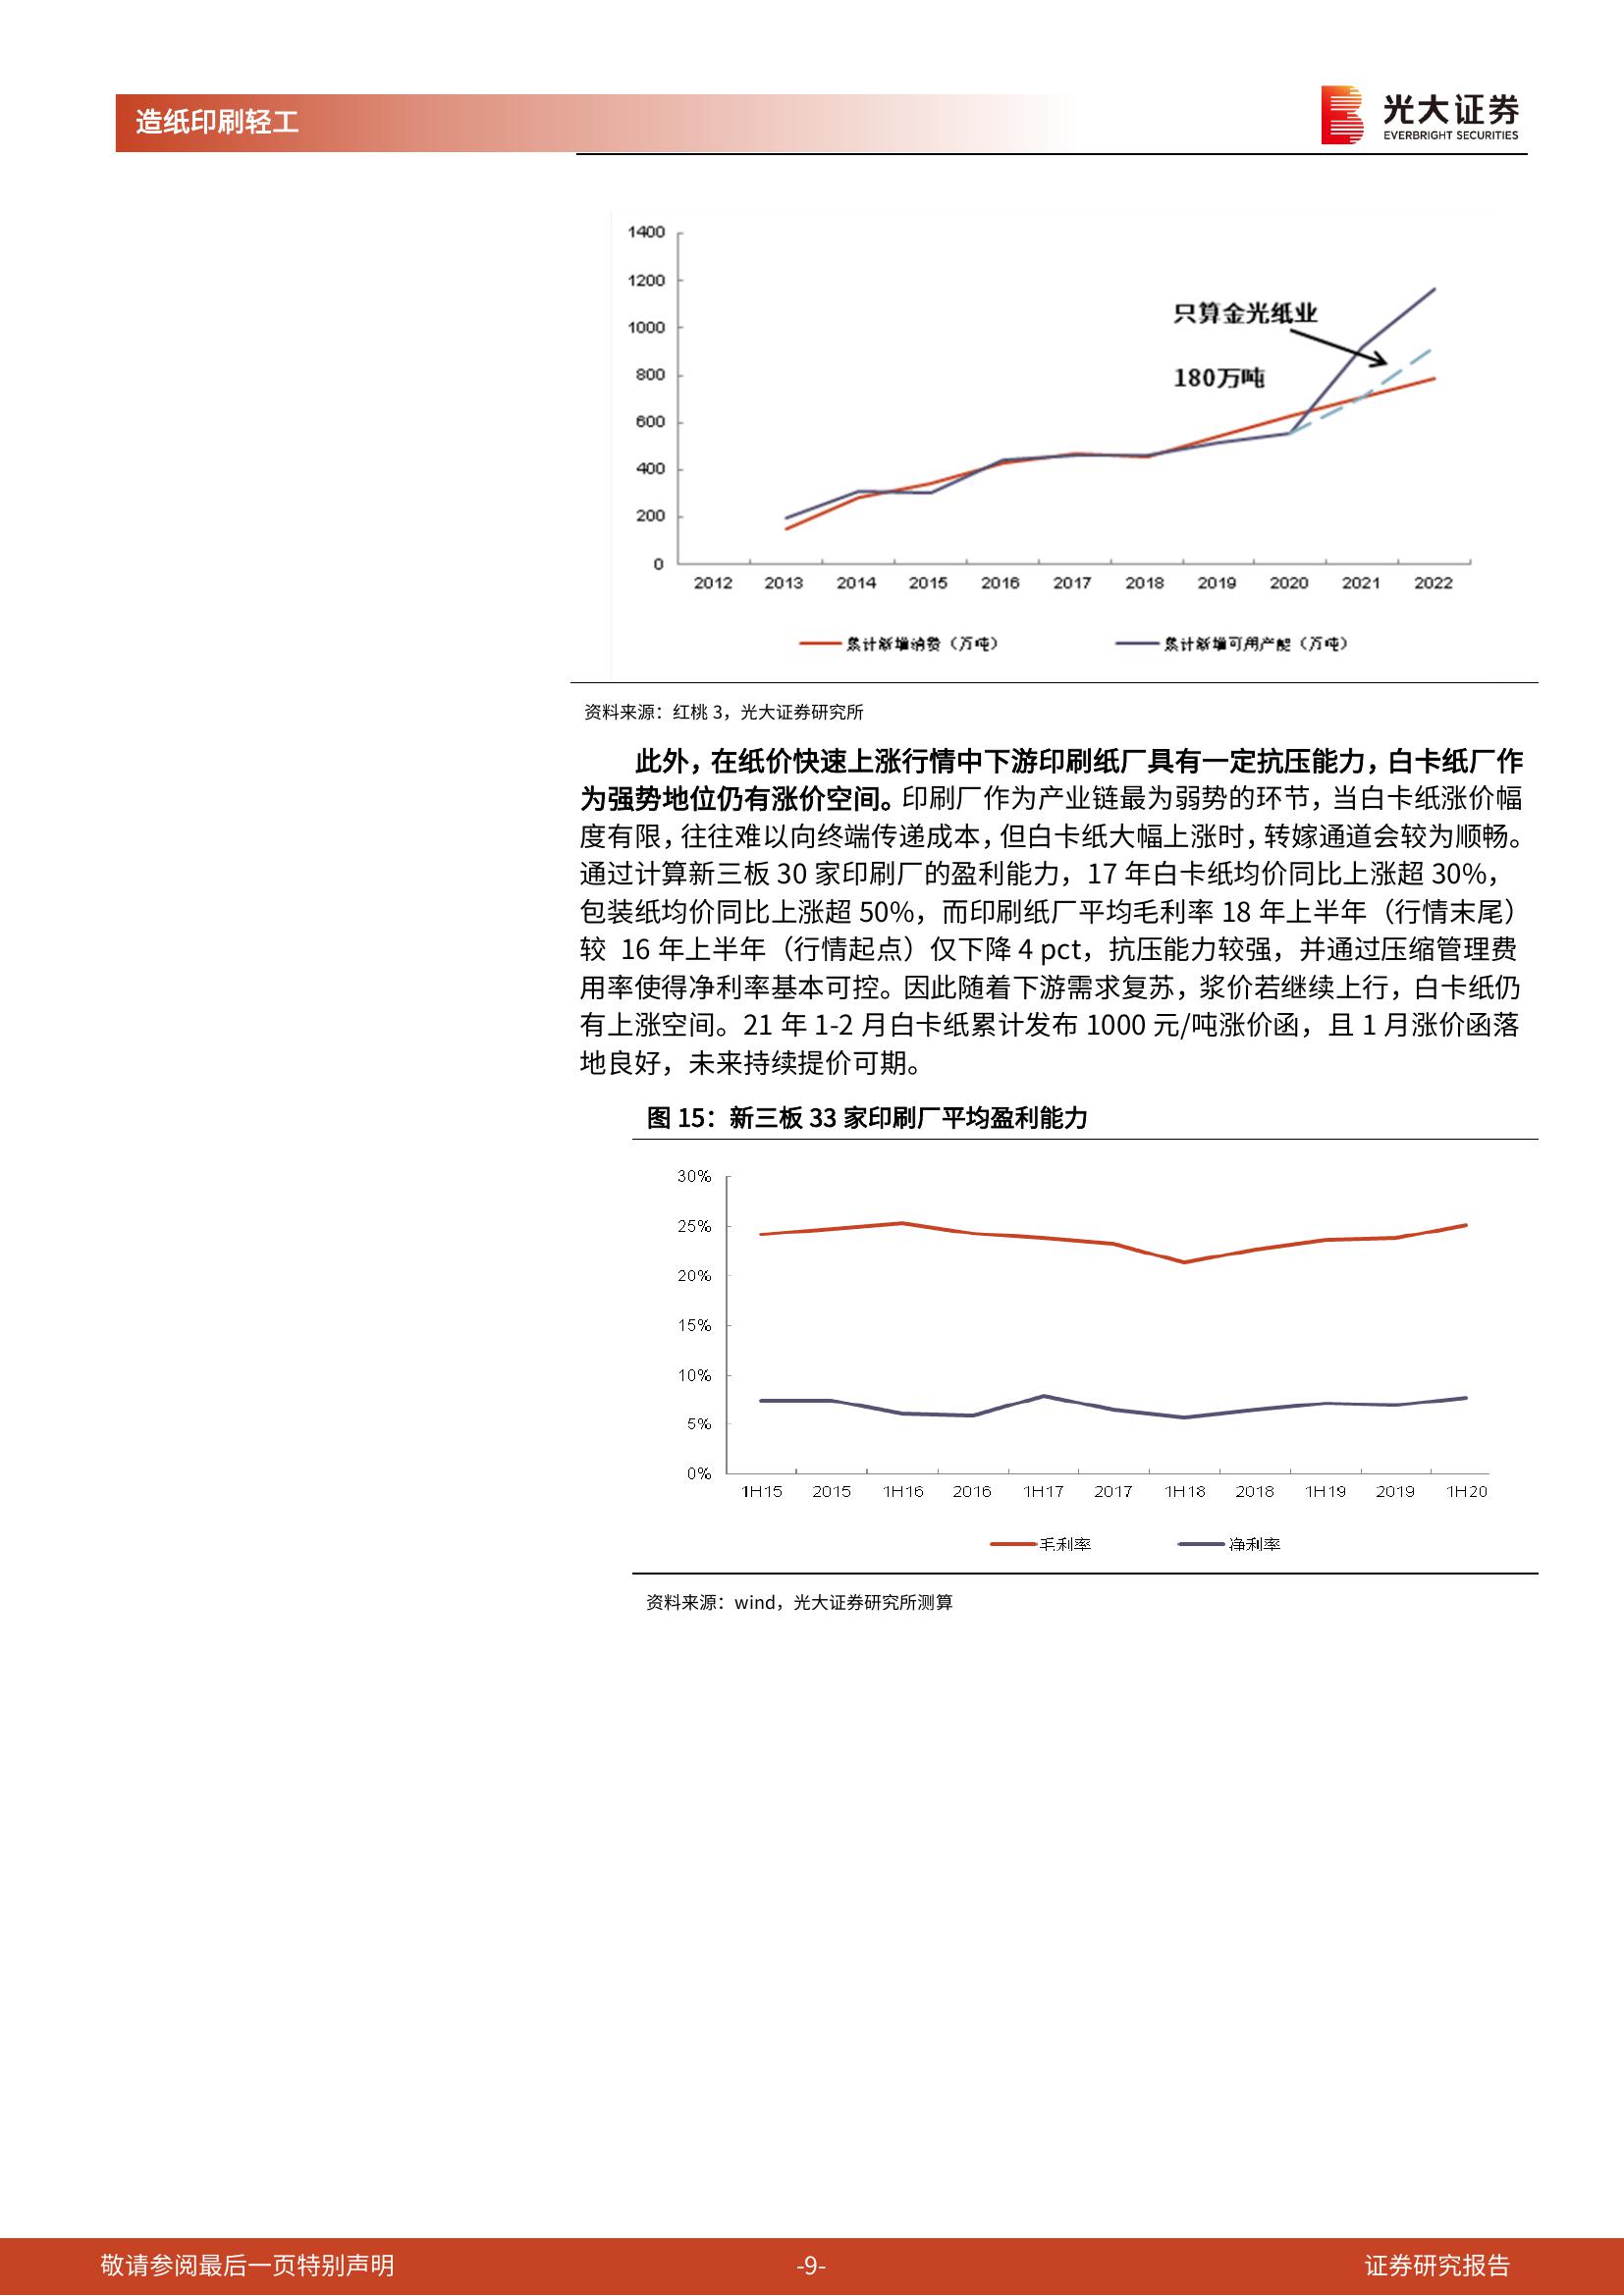 造纸印刷轻工
光大证券
EVERBRIGHT SECURITIES
1400
1200
1000
800
600
400
200
0
只算金光纸业
180万吨
2012 2013 2014 2015 2016 2017 2018 2019 2020 2021 2022
累计新增消费（万吨） 累计新增可用产能（万吨）
资料来源：红桃 3，光大证券研究所
此外，在纸价快速上涨行情中下游印刷纸厂具有一定抗压能力，白卡纸厂作
为强势地位仍有涨价空间。印刷厂作为产业链最为弱势的环节，当白卡纸涨价幅
度有限，往往难以向终端传递成本，但白卡纸大幅上涨时，转嫁通道会较为顺畅。
通过计算新三板 30 家印刷厂的盈利能力，17 年白卡纸均价同比上涨超 30%，
包装纸均价同比上涨超 50%，而印刷纸厂平均毛利率 18 年上半年（行情末尾）
较 16 年上半年（行情起点）仅下降 4 pct，抗压能力较强，并通过压缩管理费
用率使得净利率基本可控。因此随着下游需求复苏，浆价若继续上行，白卡纸仍
有上涨空间。21 年 1-2 月白卡纸累计发布 1000 元/吨涨价函，且 1 月涨价函落
地良好，未来持续提价可期。
图 15：新三板 33 家印刷厂平均盈利能力
30%
25%
20%
15%
10%
5%
0%
1H15 2015 1H16 2016 1H17 2017 1H18 2018 1H19 2019 1H20
毛利率 净利率
资料来源：wind，光大证券研究所测算
敬请参阅最后一页特别声明 -9- 证券研究报告